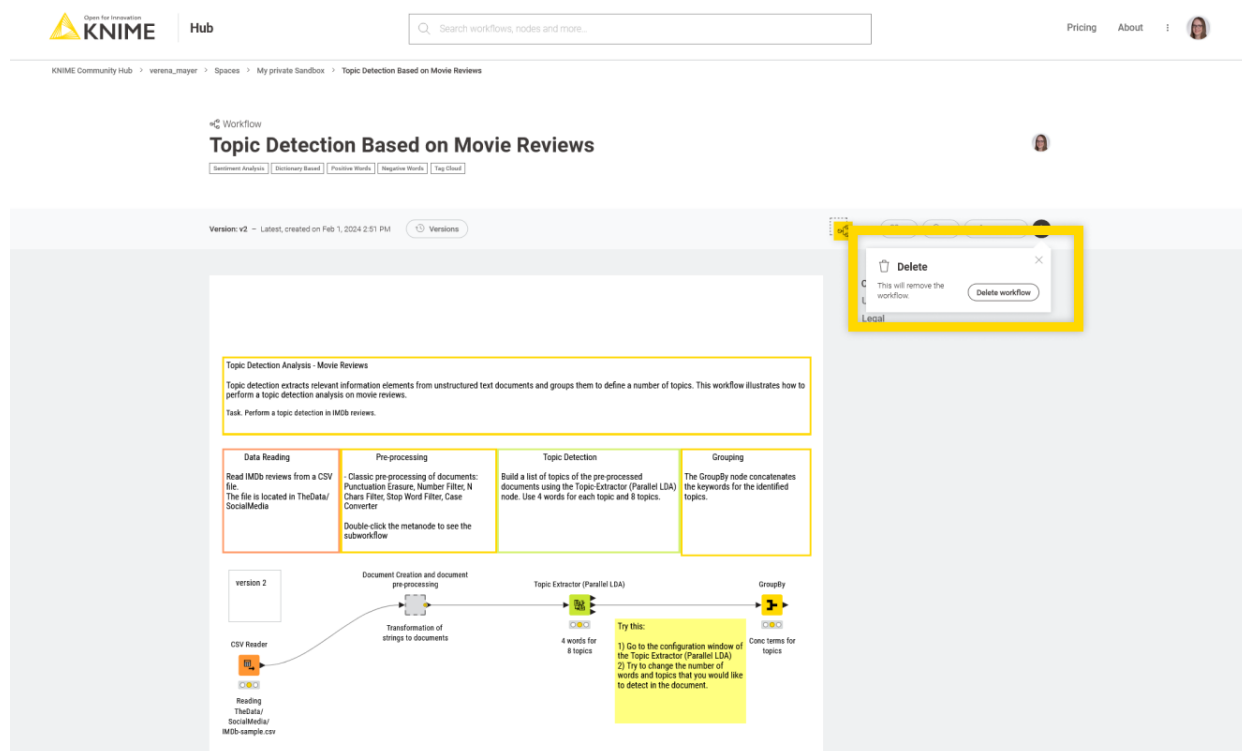 Open for Innovation
KNIME
Hub
Search workflows, nodes and more...
Pricing
About
KNIME Community Hub > verena_mayer > Spaces > My private Sandbox > Topic Detection Based on Movie Reviews
Workflow
Topic Detection Based on Movie Reviews
Sentiment Analysis
Dictionary Based
Positive Words
Negative Words
Tag Cloud
Version: v2 – Latest, created on Feb 1, 2024 2:51 PM
Versions
Delete
This will remove the
workflow.
Delete workflow
Legal
Topic Detection Analysis - Movie Reviews
Topic detection extracts relevant information elements from unstructured text documents and groups them to define a number of topics. This workflow illustrates how to
perform a topic detection analysis on movie reviews.
Task. Perform a topic detection in IMDb reviews.
Data Reading
Read IMDb reviews from a CSV
file.
The file is located in TheData/
SocialMedia
Pre-processing
- Classic pre-processing of documents:
Punctuation Erasure, Number Filter, N
Chars Filter, Stop Word Filter, Case
Converter
Double-click the metanode to see the
subworkflow
Topic Detection
Build a list of topics of the pre-processed
documents using the Topic-Extractor (Parallel LDA)
node. Use 4 words for each topic and 8 topics.
Grouping
The GroupBy node concatenates
the keywords for the identified
topics.
version 2
Document Creation and document
pre-processing
Transformation of
strings to documents
Topic Extractor (Parallel LDA)
4 words for
8 topics
GroupBy
Conc terms for
topics
Try this:
1) Go to the configuration window of
the Topic Extractor (Parallel LDA)
2) Try to change the number of
words and topics that you would like
to detect in the document.
CSV Reader
Reading
TheData/
SocialMedia/
IMDb-sample.csv